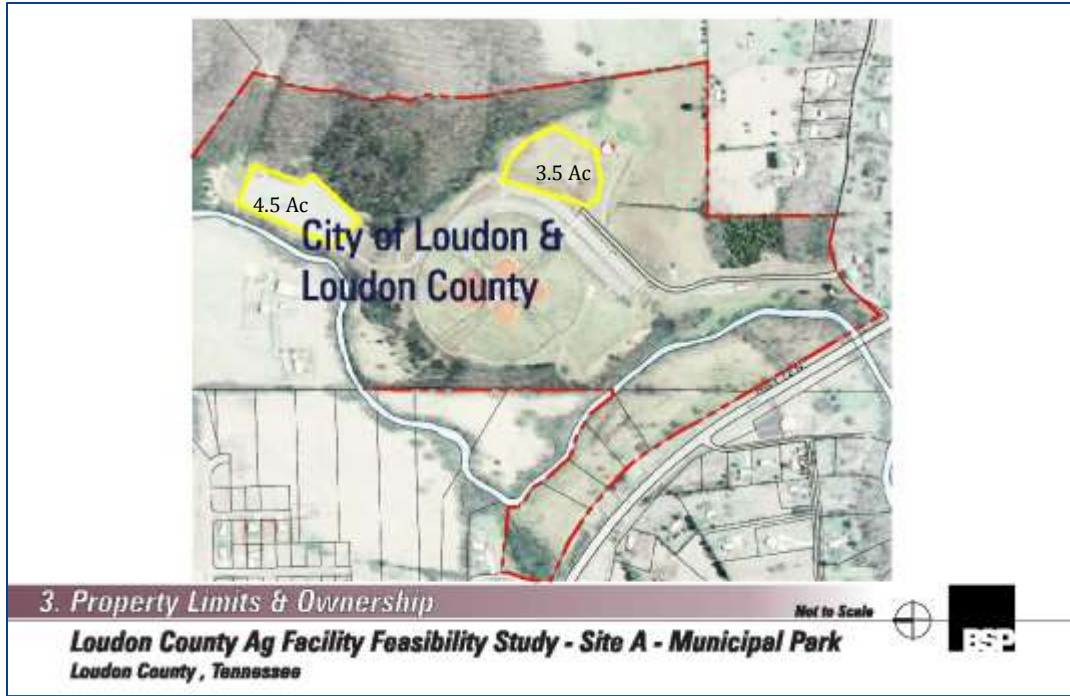 3.5 Ac
4.5 Ac
City of Loudon &
Loudon County
3. Property Limits & Ownership
Not to Scale
BSP
Loudon County Ag Facility Feasibility Study - Site A - Municipal Park
Loudon County , Tennessee